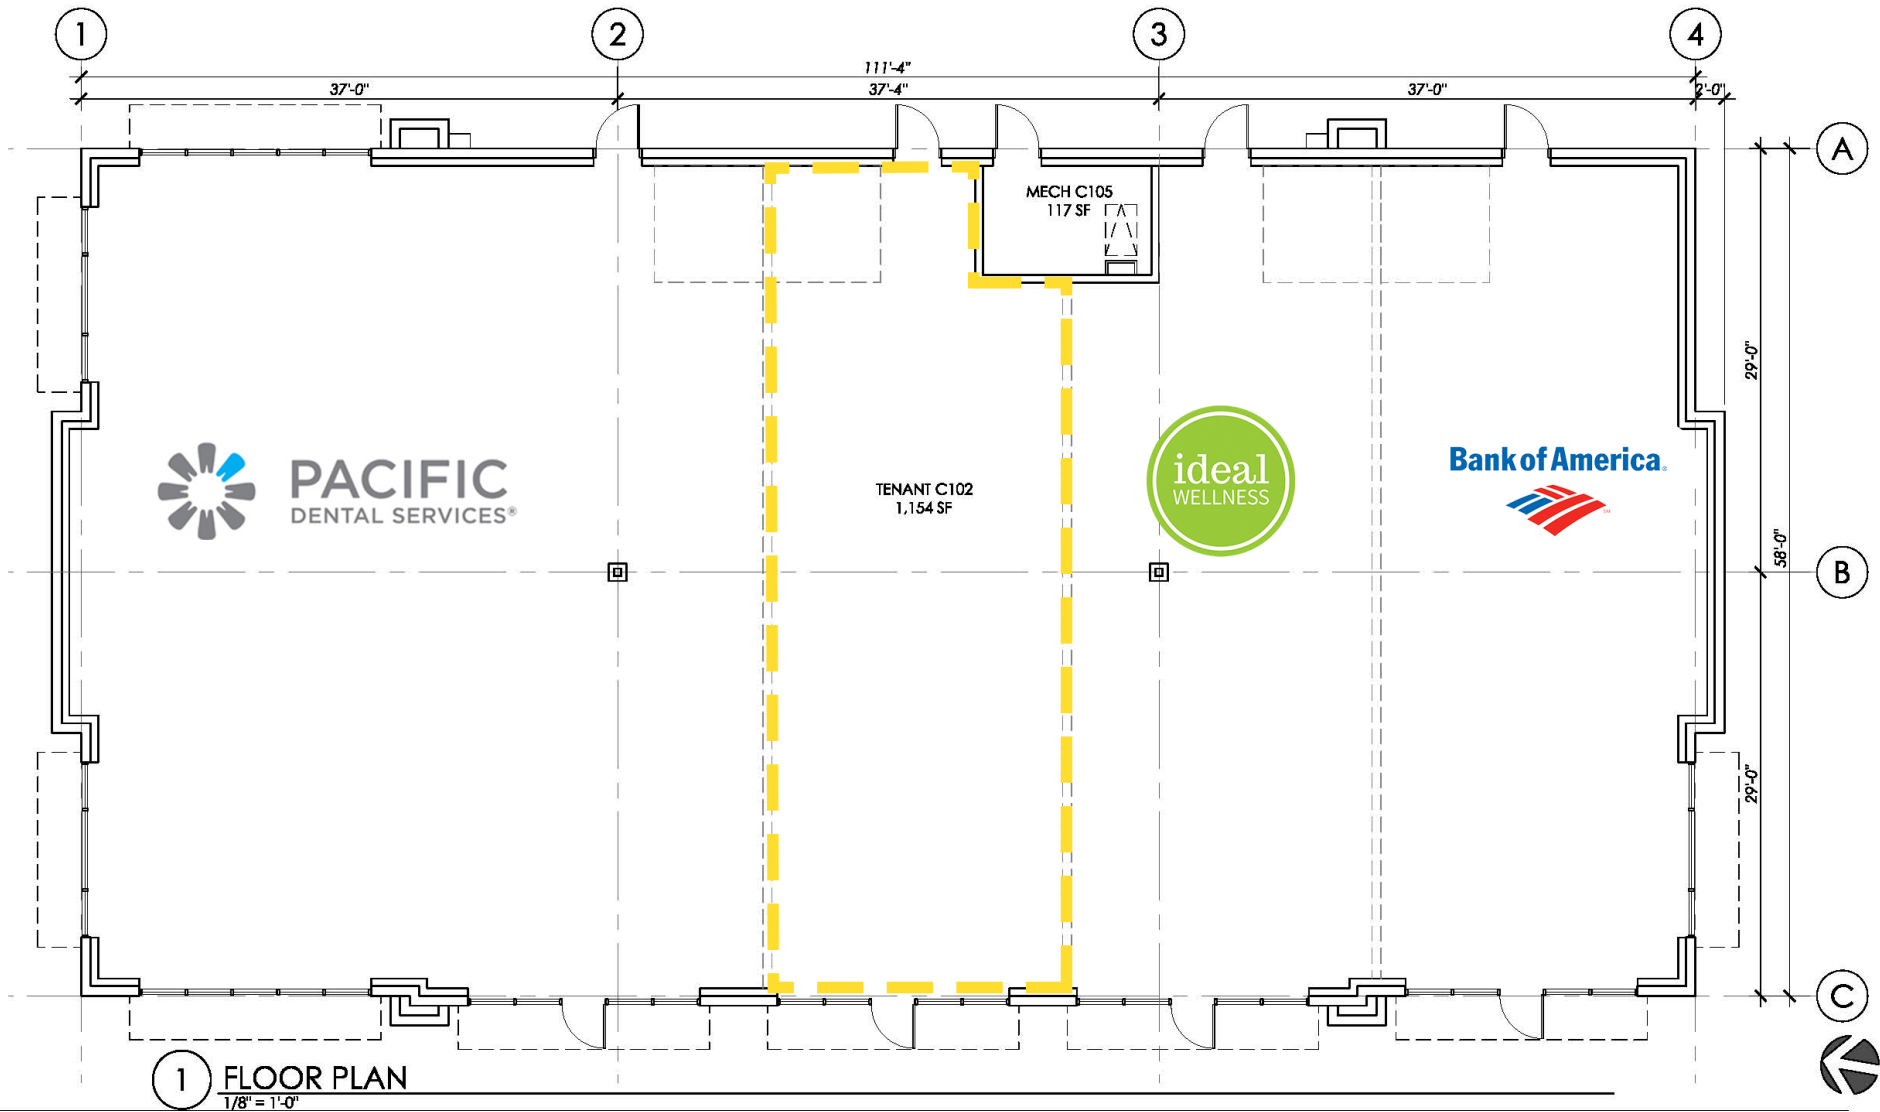 1
2
3
4
111'-4"
37'-0"
37'-4"
37'-0"
2'-0"
A
MECH C105
117 SF
29'-0"
PACIFIC
DENTAL SERVICES®
TENANT C102
1,154 SF
ideal
WELLNESS
Bank of America®
SM
58'-0"
B
29'-0"
C
1
FLOOR PLAN
1/8" = 1'-0"